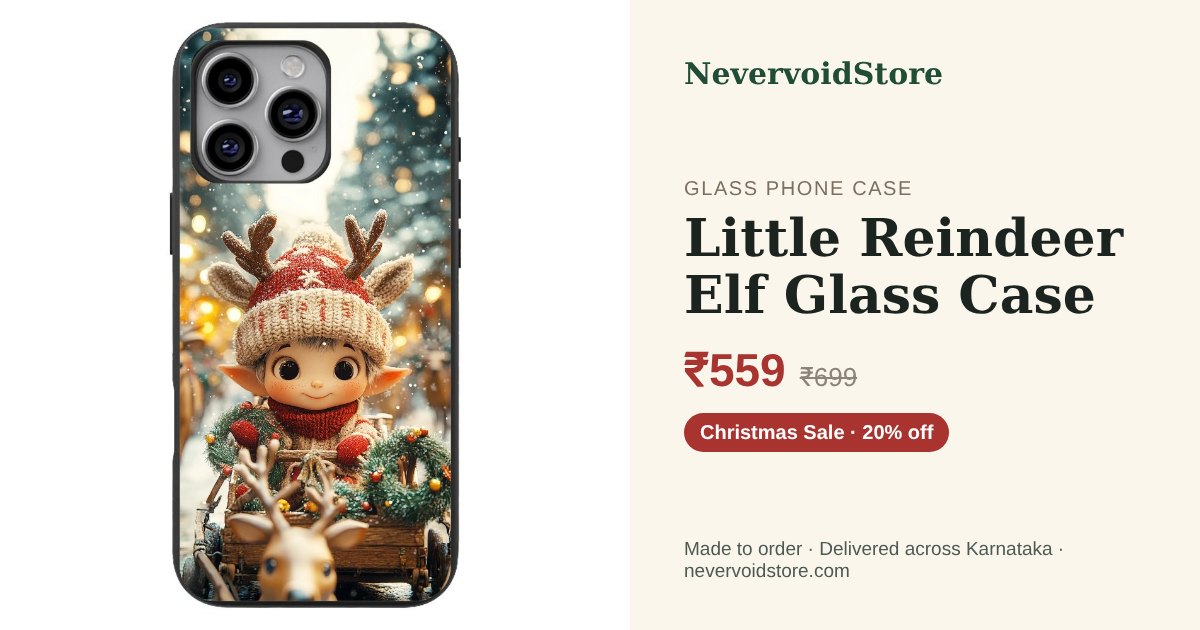 NevervoidStore
GLASS PHONE CASE
Little Reindeer
Elf Glass Case
₹559 ₹699
Christmas Sale · 20% off
Made to order · Delivered across Karnataka ·
nevervoidstore.com